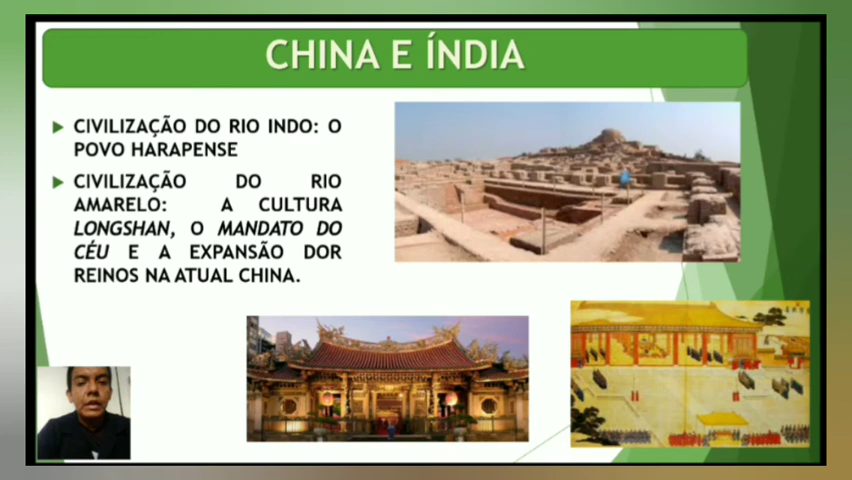 CHINA E ÍNDIA
CIVILIZAÇÃO DO RIO INDO: O
POVO HARAPENSE
CIVILIZAÇÃO DO RIO
AMARELO: A CULTURA
LONGSHAN, O MANDATO DO
CÉU E A EXPANSÃO DOR
REINOS NA ATUAL CHINA.